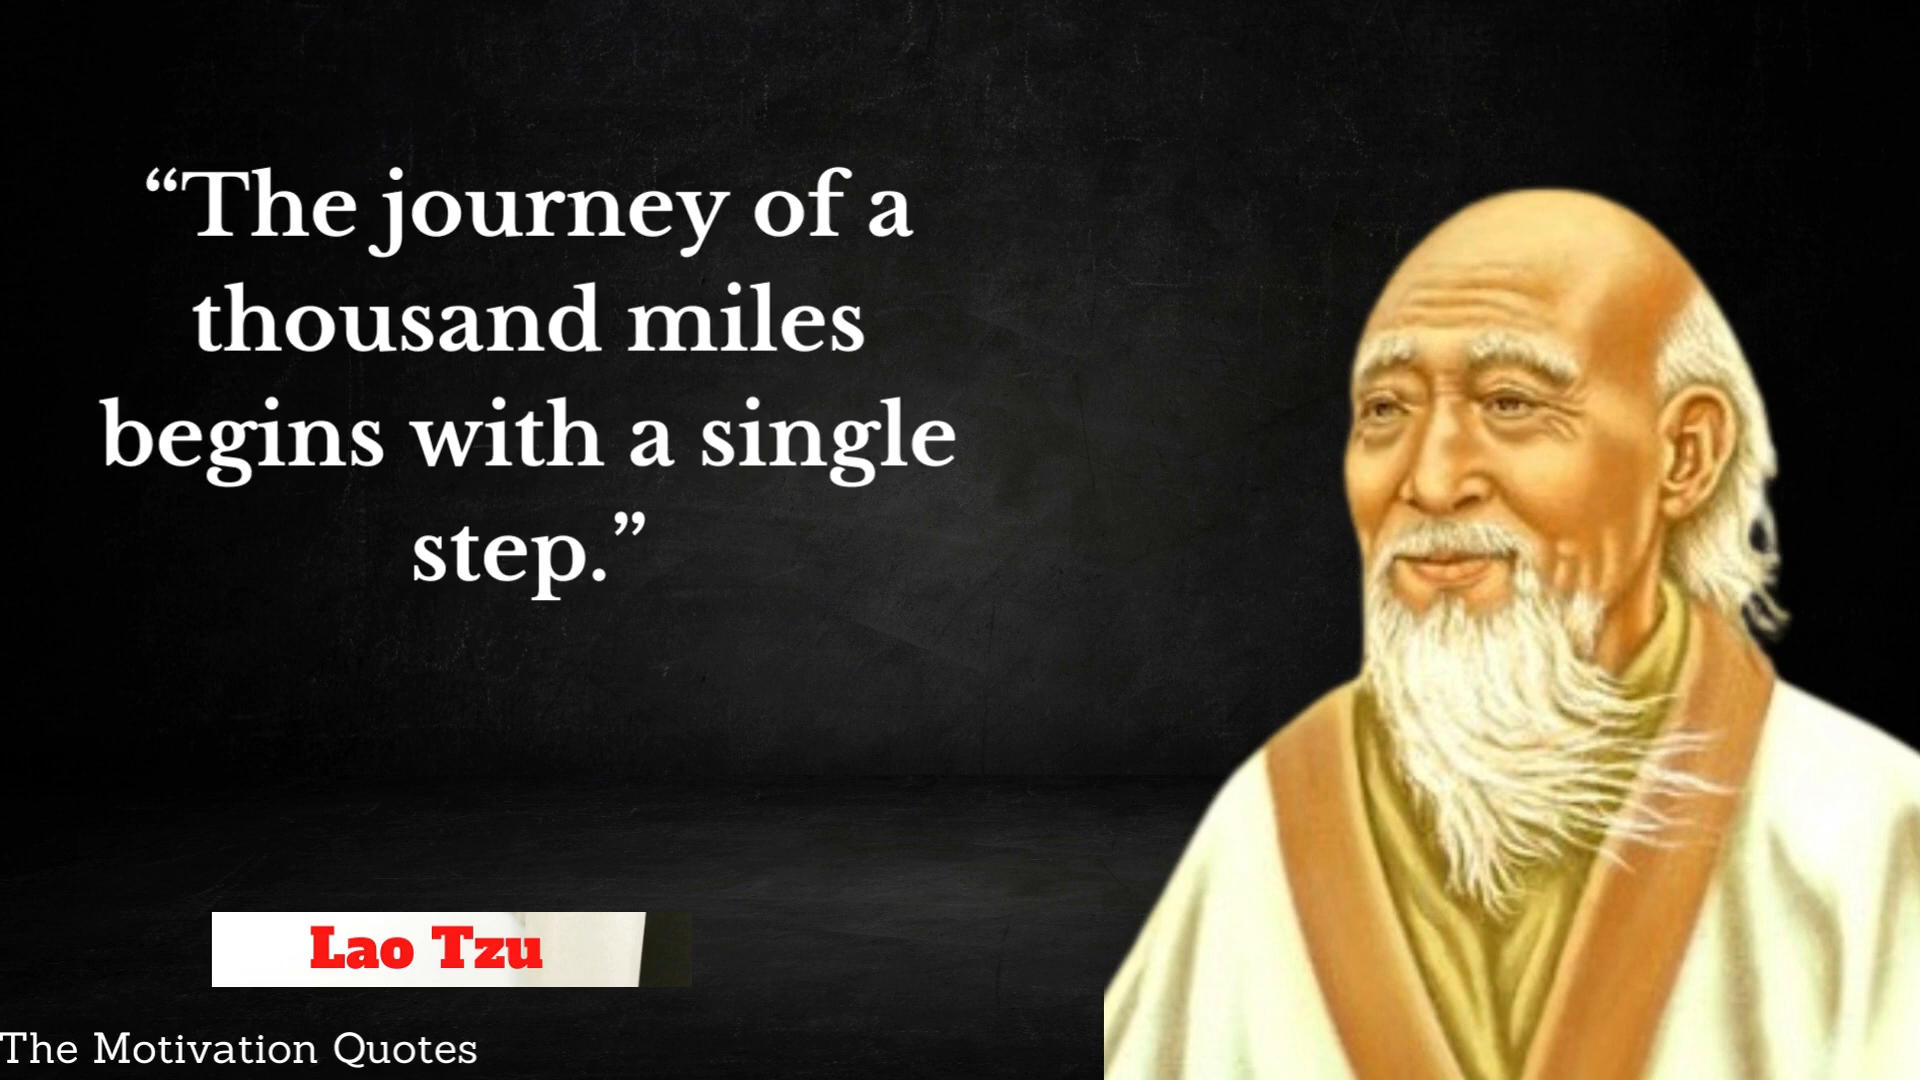 “The journey of a
thousand miles
begins with a single
step.”
Lao Tzu
The Motivation Quotes